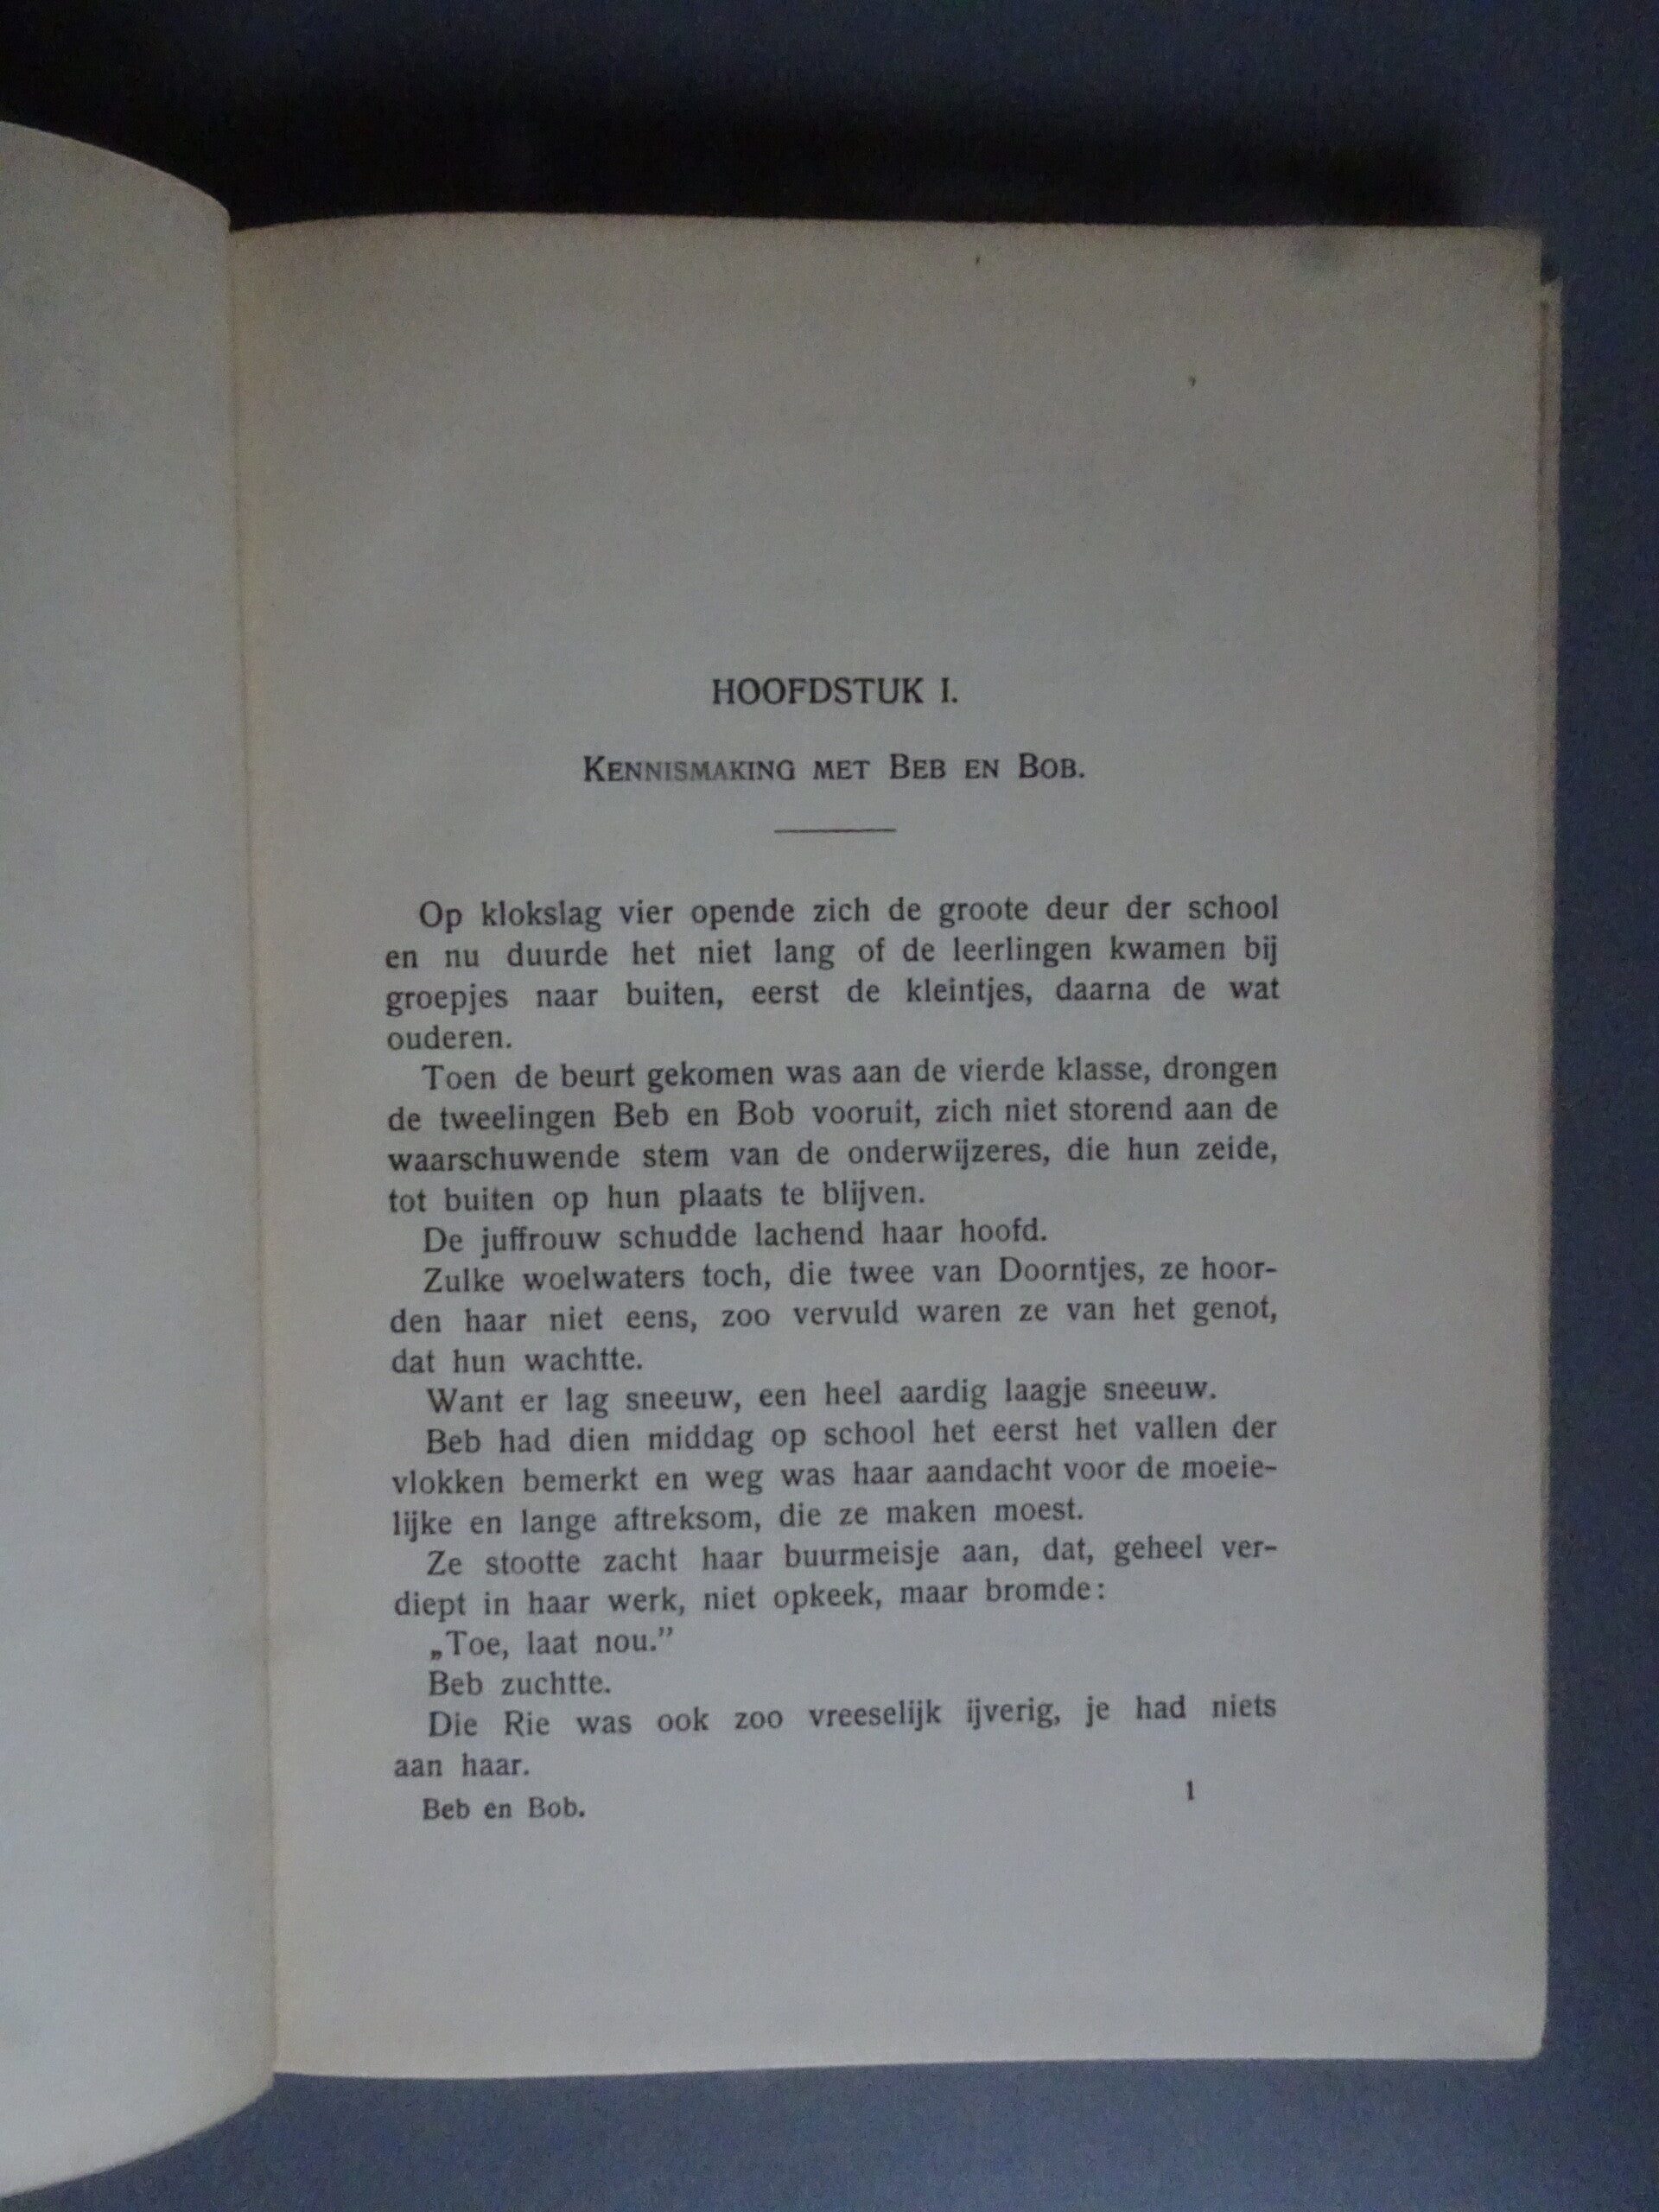 HOOFDSTUK I.
KENNISMAKING MET BEB EN BOB.
Op klokslag vier opende zich de groote deur der school
en nu duurde het niet lang of de leerlingen kwamen bij
groepjes naar buiten, eerst de kleintjes, daarna de wat
ouderen.
Toen de beurt gekomen was aan de vierde klasse, drongen
de tweelingen Beb en Bob vooruit, zich niet storend aan de
waarschuwende stem van de onderwijzeres, die hun zeide,
tot buiten op hun plaats te blijven.
De juffrouw schudde lachend haar hoofd.
Zulke woelwaters toch, die twee van Doorntjes, ze hoor-
den haar niet eens, zoo vervuld waren ze van het genot,
dat hun wachtte.
Want er lag sneeuw, een heel aardig laagje sneeuw.
Beb had dien middag op school het eerst het vallen der
vlokken bemerkt en weg was haar aandacht voor de moeie-
lijke en lange aftreksom, die ze maken moest.
Ze stootte zacht haar buurmeisje aan, dat, geheel ver-
diept in haar werk, niet opkeek, maar bromde:
„Toe, laat nou.”
Beb zuchtte.
Die Rie was ook zoo vreeselijk ijverig, je had niets
aan haar.
Beb en Bob. 1